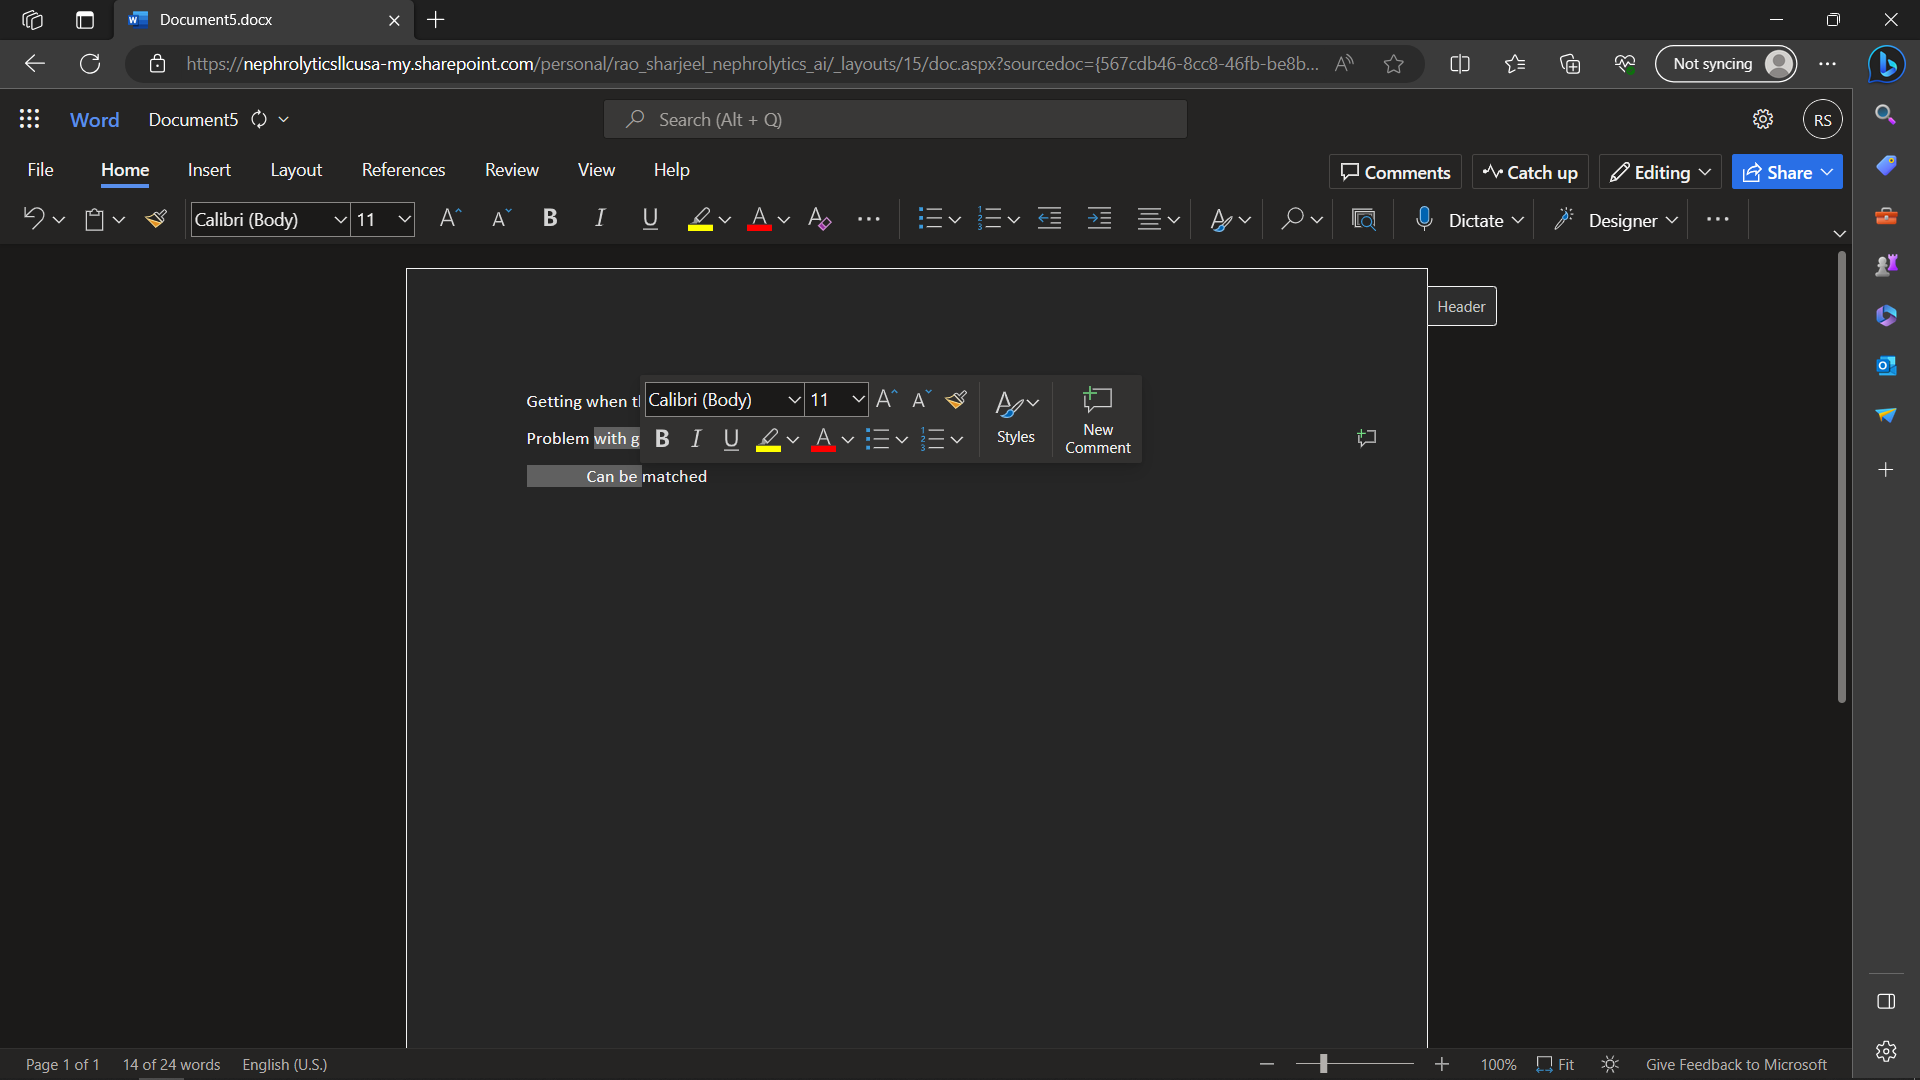 Document5.docx
https://nephrolyticsllcusa-my.sharepoint.com/personal/rao_sharjeel_nephrolytics_ai/_layouts/15/doc.aspx?sourcedoc={567cdb46-8cc8-46fb-be8b...
Not syncing
Word
Document5
Search (Alt + Q)
RS
File
Home
Insert
Layout
References
Review
View
Help
Comments
Catch up
Editing
Share
Calibri (Body)
11
Dictate
Designer
Header
Getting when
Calibri (Body)
11
Styles
New
Comment
Problem with g
Can be matched
Page 1 of 1
14 of 24 words
English (U.S.)
100%
Fit
Give Feedback to Microsoft